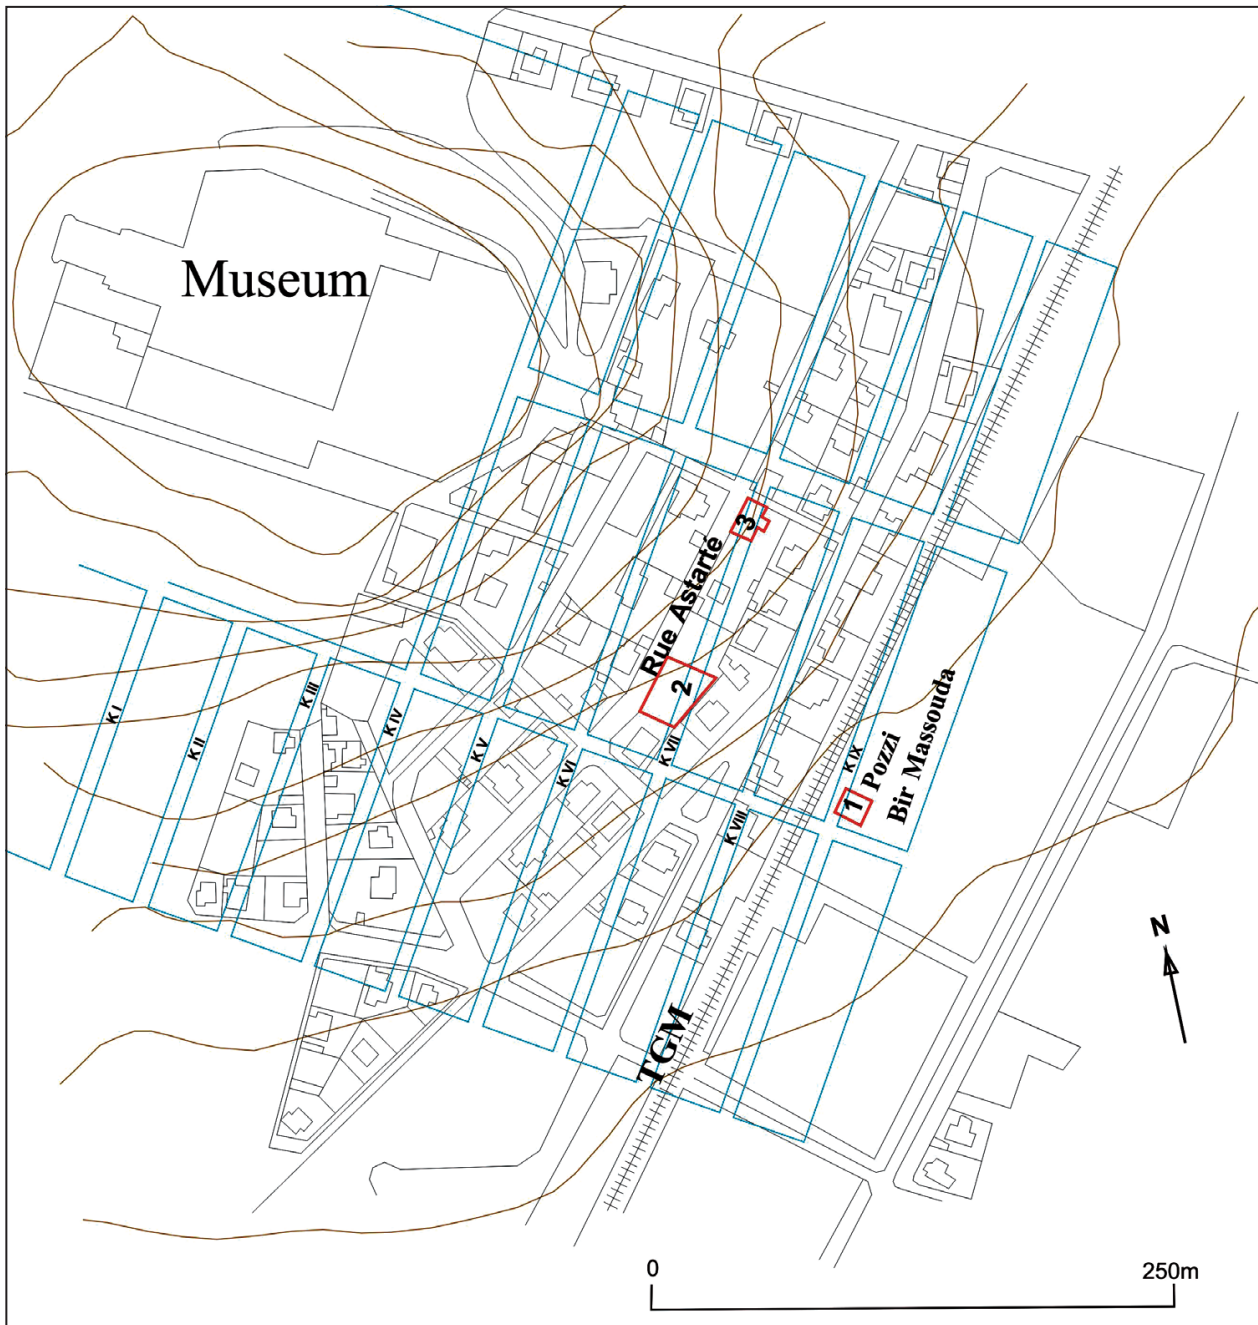 Museum
3
Rue Astarté
2
K I
K II
K III
K IV
K V
K VI
K VII
K VIII
K IX
1
Pozzi
Bir Massouda
N
TGM
0
250m